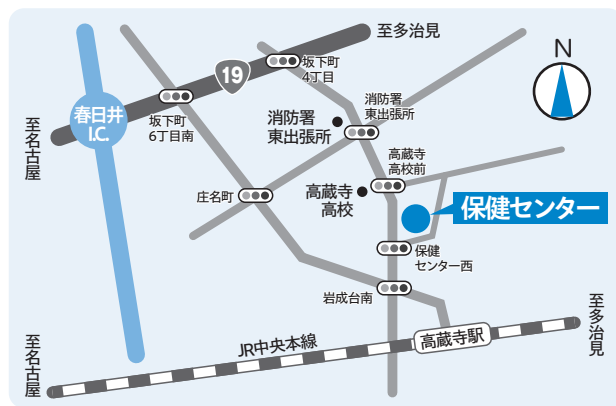 至多治見
N
坂下町
4丁目
19
春日井
I.C.
坂下町
6丁目南
消防署
東出張所
消防署
東出張所
至名古屋
高蔵寺
高校前
庄名町
高蔵寺
高校
保健センター
保健
センター西
岩成台南
至多治見
高蔵寺駅
JR中央本線
至名古屋